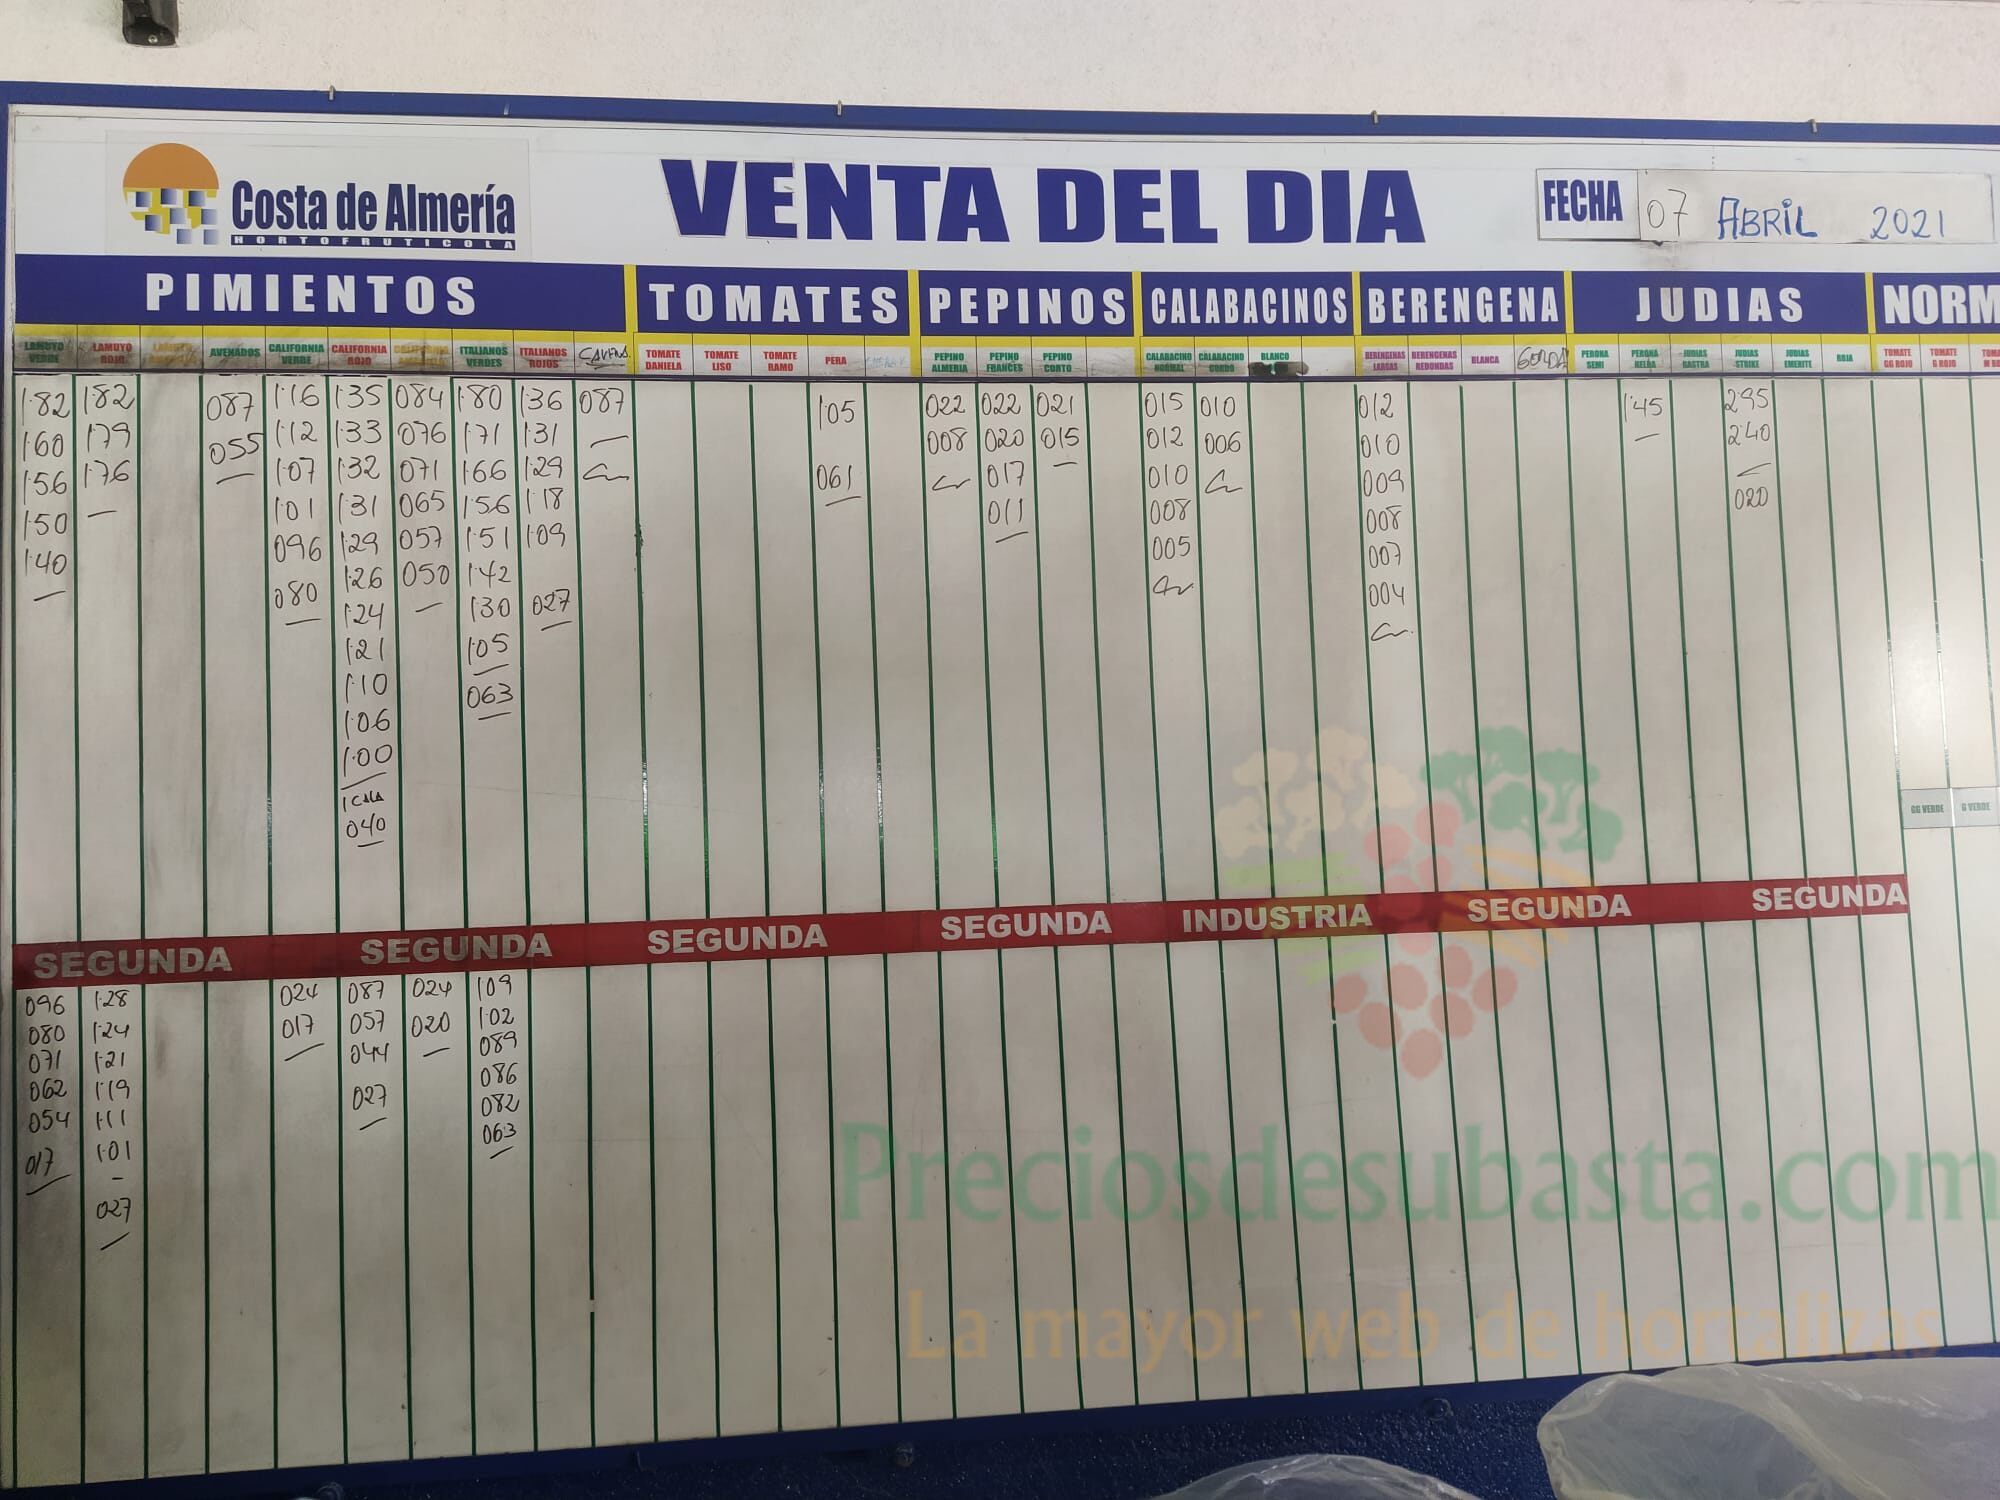 Costa de Almería
HORTOFRUTICOLA
VENTA DEL DIA
FECHA 07 ABRIL 2021
PIMIENTOS TOMATES PEPINOS CALABACINOS BERENGENA JUDIAS NORM
LAMUYO VERDE
LAMUYO ROJO
AVENADOS
CALIFORNIA VERDE
CALIFORNIA ROJO
ITALIANOS VERDES
ITALIANOS ROJOS
TOMATE DANIELA
TOMATE LISO
TOMATE RAMO
PERA
PEPINO ALMERIA
PEPINO FRANCES
PEPINO CORTO
CALABACINO NORMAL
CALABACINO GORDO
BLANCO
BERENGENAS LARGAS
BERENGENAS REDONDAS
BLANCA
GORDA
PERONA SEMI
PERONA HELDA
JUDIAS RASTRA
JUDIAS STRIKE
JUDIAS EMERITE
ROJA
TOMATE GG ROJO
TOMATE G ROJO
1'82 1'82 087 1'16 1'35 084 1'80 1'36 087 1'05 022 022 021 015 010 012 1'45 2'95
1'60 1'79 055 1'12 1'33 076 1'71 1'31 008 020 015 012 006 010 2'40
1'56 1'76 1'07 1'32 071 1'66 1'29 061 017 010 009 020
1'50 1'01 1'31 065 1'56 1'18 011 008 008
1'40 096 1'29 057 1'51 1'09 005 007
080 1'26 050 1'42 004
1'24 1'30 027
1'21 1'05
1'10 063
1'06
1'00
1 CALA
040
GG VERDE G VERDE
SEGUNDA SEGUNDA SEGUNDA SEGUNDA INDUSTRIA SEGUNDA SEGUNDA
096 1'28 024 087 024 1'09
080 1'24 017 057 020 1'02
071 1'21 044 089
062 1'19 027 086
054 1'11 082
017 1'01 063
027
Preciosdesubasta.com
La mayor web de hortalizas